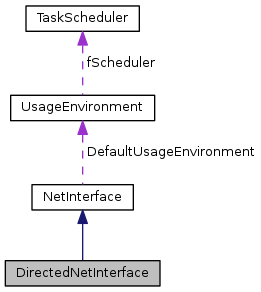 TaskScheduler
fScheduler
UsageEnvironment
DefaultUsageEnvironment
NetInterface
DirectedNetInterface